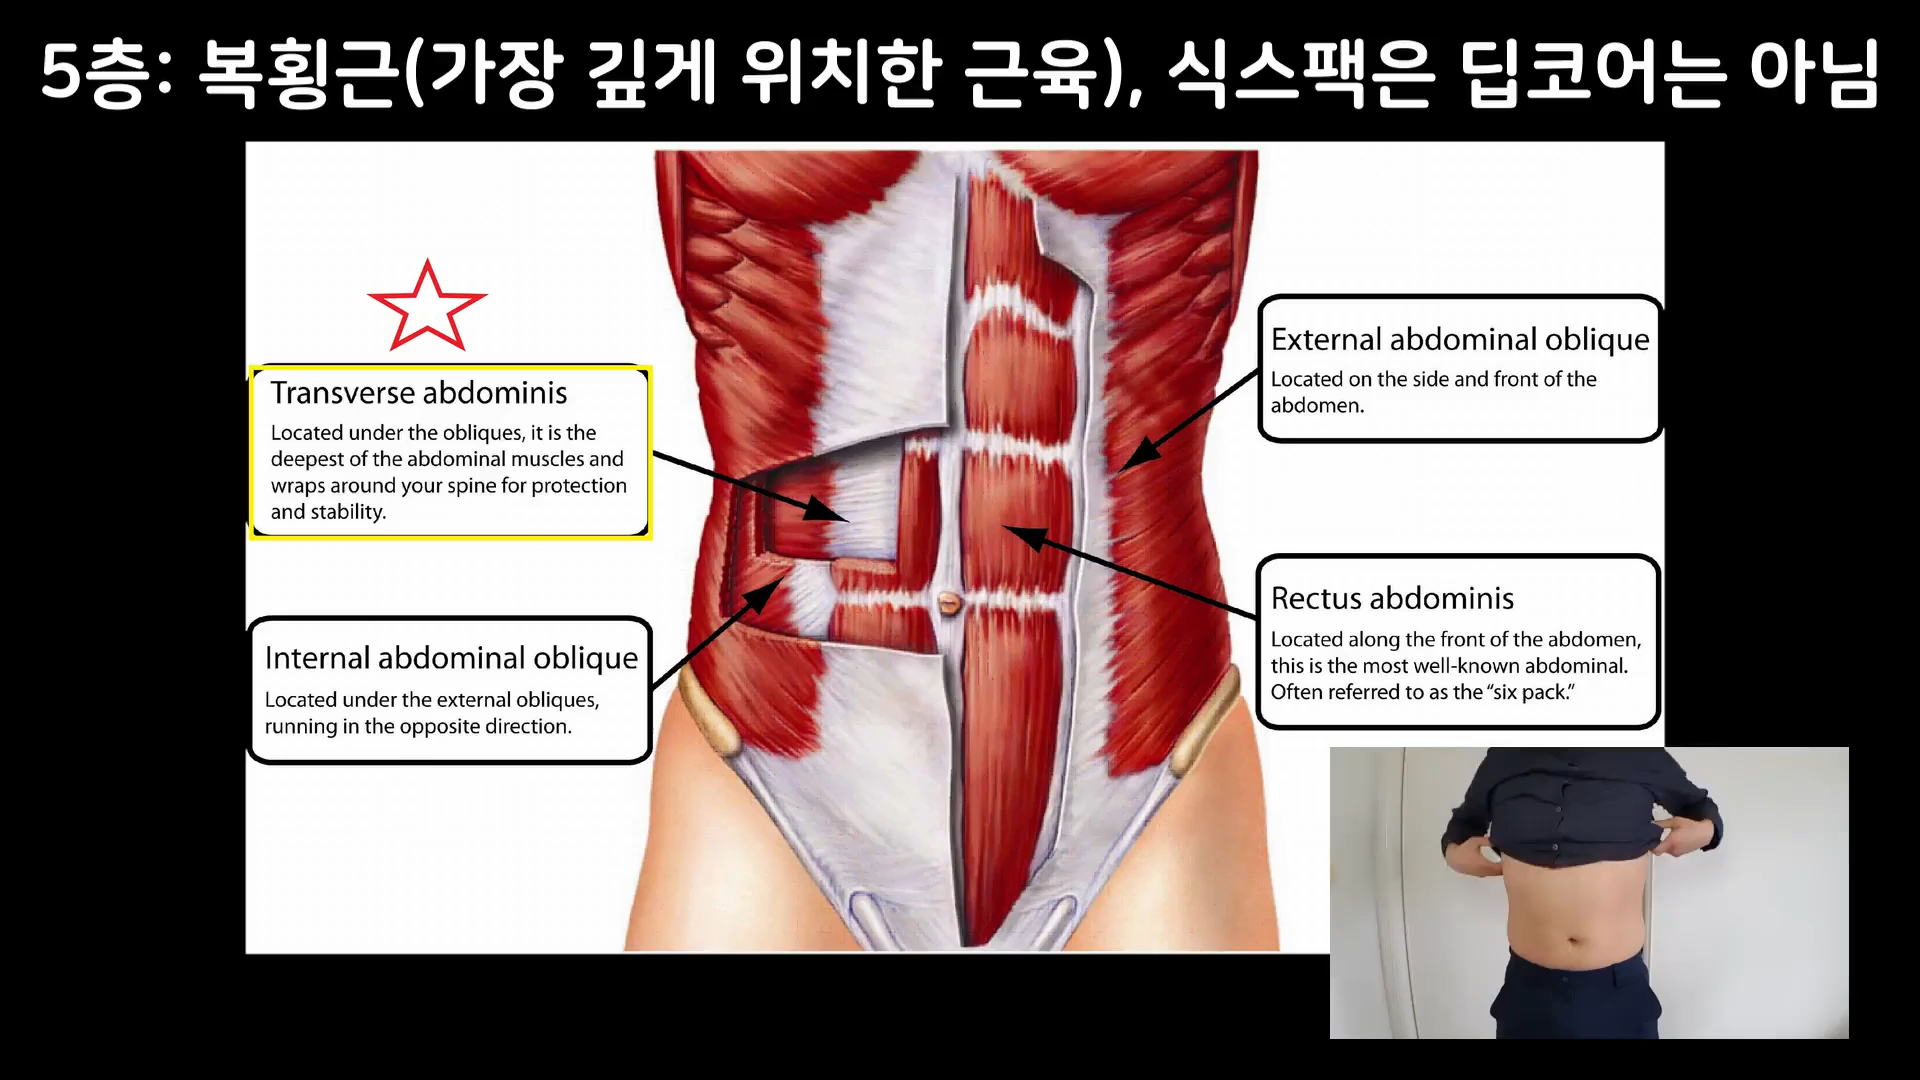 5층: 복횡근(가장 깊게 위치한 근육), 식스팩은 딥코어는 아님
Transverse abdominis
Located under the obliques, it is the
deepest of the abdominal muscles and
wraps around your spine for protection
and stability.
Internal abdominal oblique
Located under the external obliques,
running in the opposite direction.
External abdominal oblique
Located on the side and front of the
abdomen.
Rectus abdominis
Located along the front of the abdomen,
this is the most well-known abdominal.
Often referred to as the “six pack.”